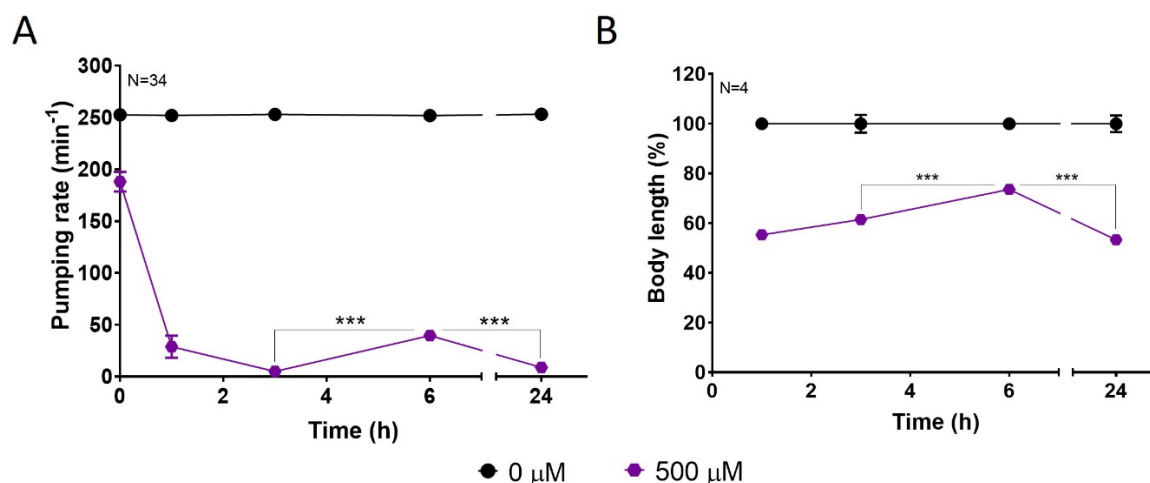 A
N=34
Pumping rate (min⁻¹)
300
250
200
150
100
50
0
*** ***
0 2 4 6 24
Time (h)
B
N=4
Body length (%)
120
100
80
60
40
20
0
*** ***
0 2 4 6 24
Time (h)
0 μM 500 μM